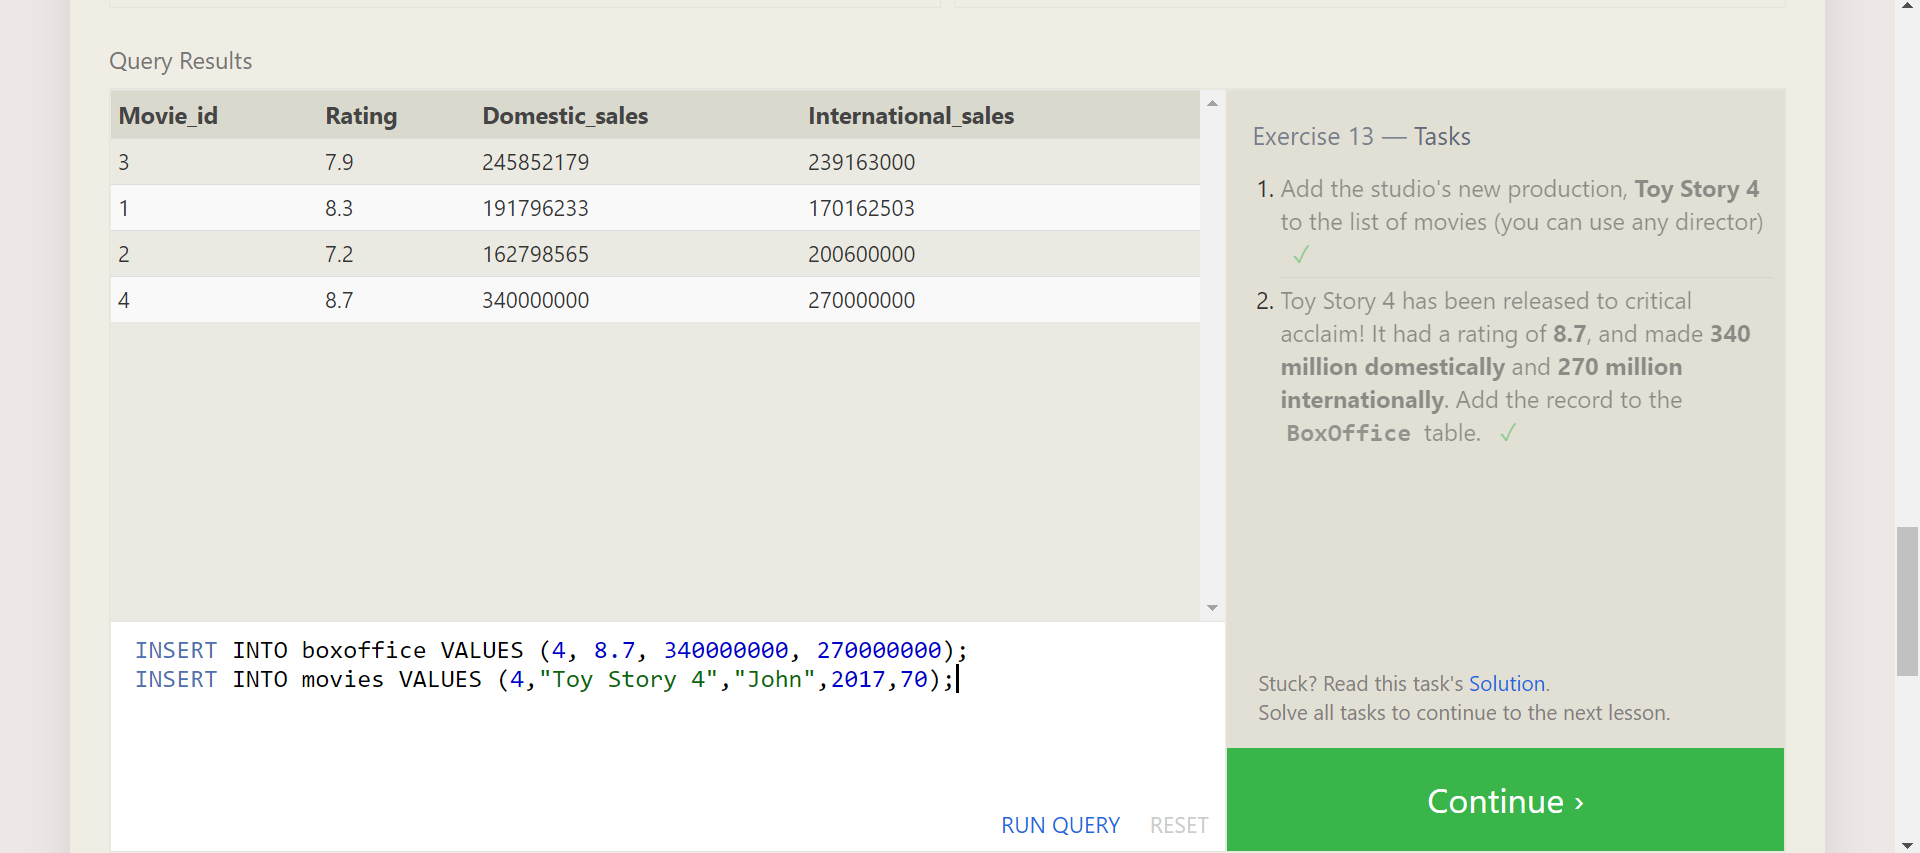 Query Results
Movie_id Rating Domestic_sales International_sales
3 7.9 245852179 239163000
1 8.3 191796233 170162503
2 7.2 162798565 200600000
4 8.7 340000000 270000000
Exercise 13 — Tasks
1. Add the studio's new production, Toy Story 4
to the list of movies (you can use any director)
✓
2. Toy Story 4 has been released to critical
acclaim! It had a rating of 8.7, and made 340
million domestically and 270 million
internationally. Add the record to the
BoxOffice table. ✓
INSERT INTO boxoffice VALUES (4, 8.7, 340000000, 270000000);
INSERT INTO movies VALUES (4,"Toy Story 4","John",2017,70);
RUN QUERY RESET
Stuck? Read this task's Solution.
Solve all tasks to continue to the next lesson.
Continue ›